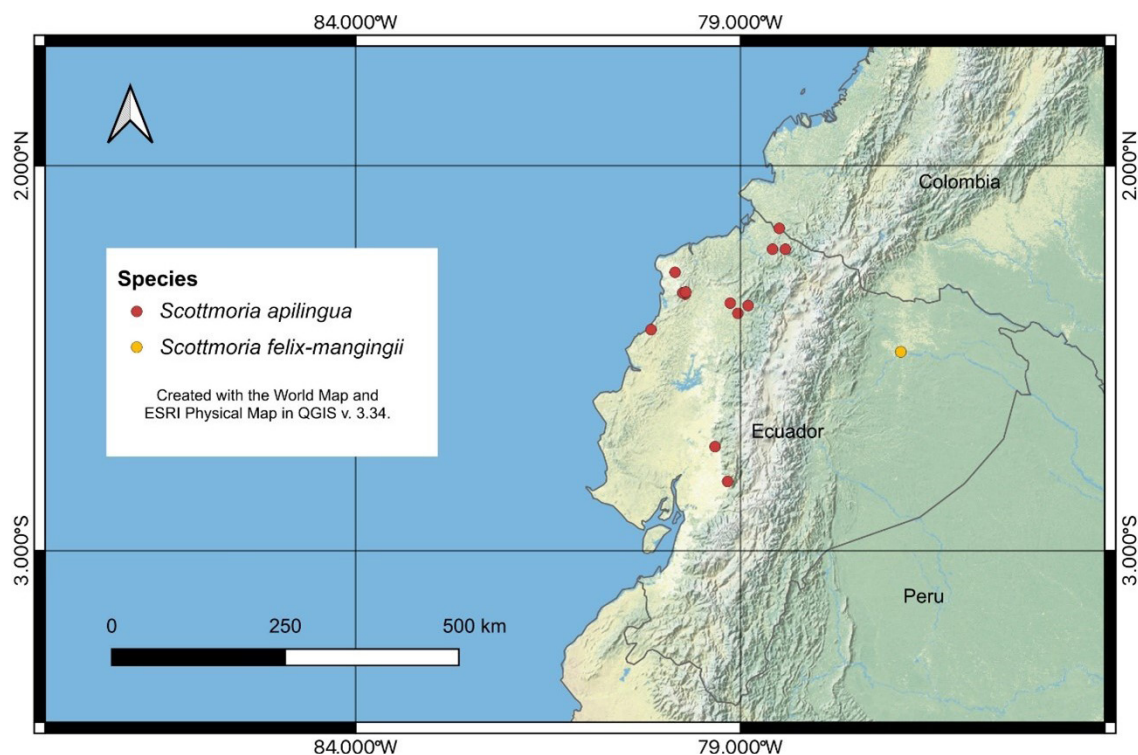 84.000°W 79.000°W
2.000°N 2.000°N
Colombia
Species
Scottmoria apilingua
Scottmoria felix-mangingii
Created with the World Map and
ESRI Physical Map in QGIS v. 3.34.
Ecuador
3.000°S 3.000°S
Peru
0 250 500 km
84.000°W 79.000°W